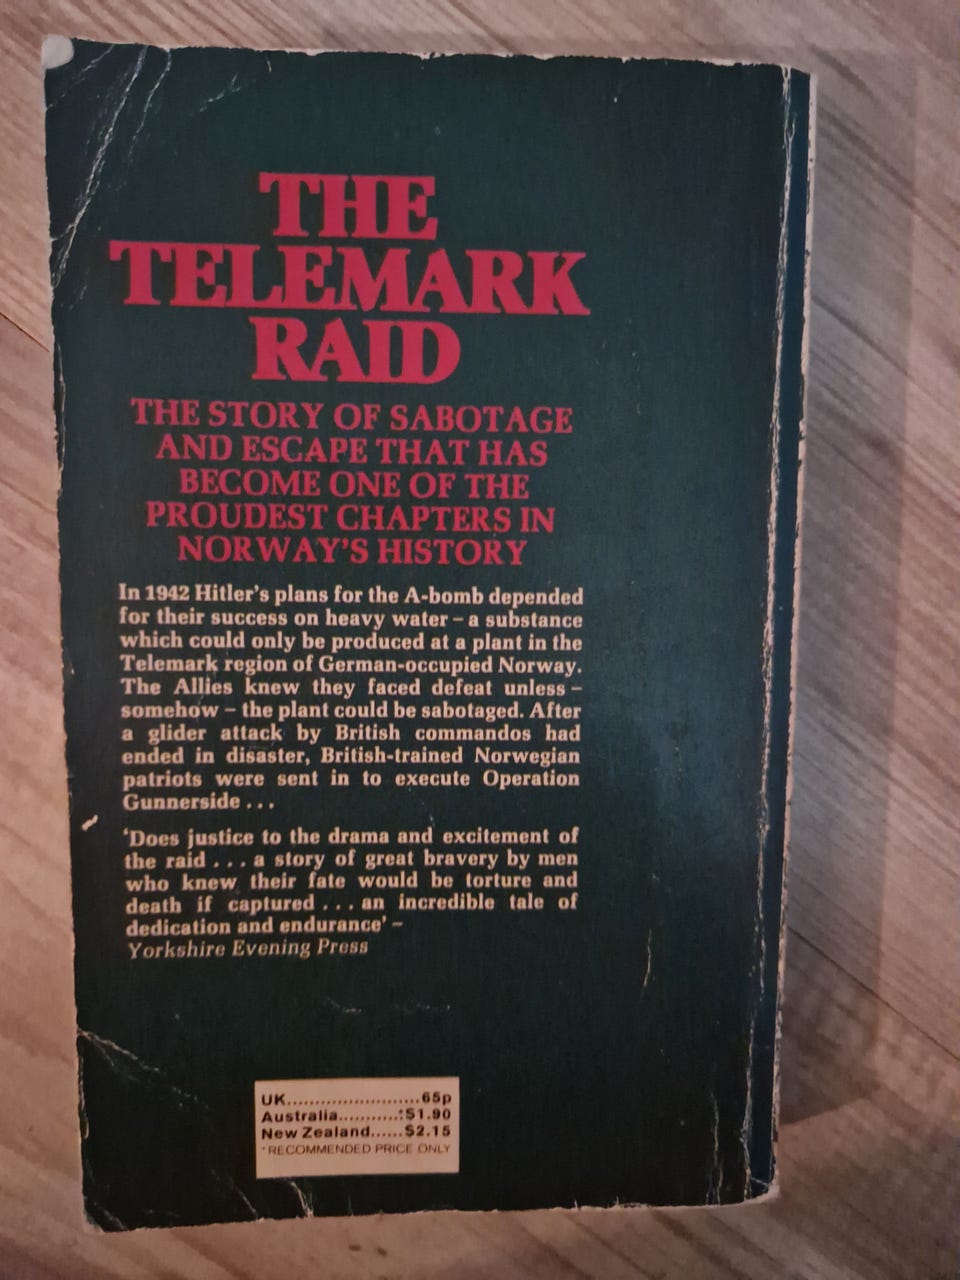 THE
TELEMARK
RAID
THE STORY OF SABOTAGE
AND ESCAPE THAT HAS
BECOME ONE OF THE
PROUDEST CHAPTERS IN
NORWAY'S HISTORY
In 1942 Hitler's plans for the A-bomb depended
for their success on heavy water – a substance
which could only be produced at a plant in the
Telemark region of German-occupied Norway.
The Allies knew they faced defeat unless –
somehow – the plant could be sabotaged. After
a glider attack by British commandos had
ended in disaster, British-trained Norwegian
patriots were sent in to execute Operation
Gunnerside . . .
'Does justice to the drama and excitement of
the raid . . . a story of great bravery by men
who knew their fate would be torture and
death if captured . . . an incredible tale of
dedication and endurance' –
Yorkshire Evening Press
UK........................65p
Australia...........*$1.90
New Zealand......$2.15
*RECOMMENDED PRICE ONLY